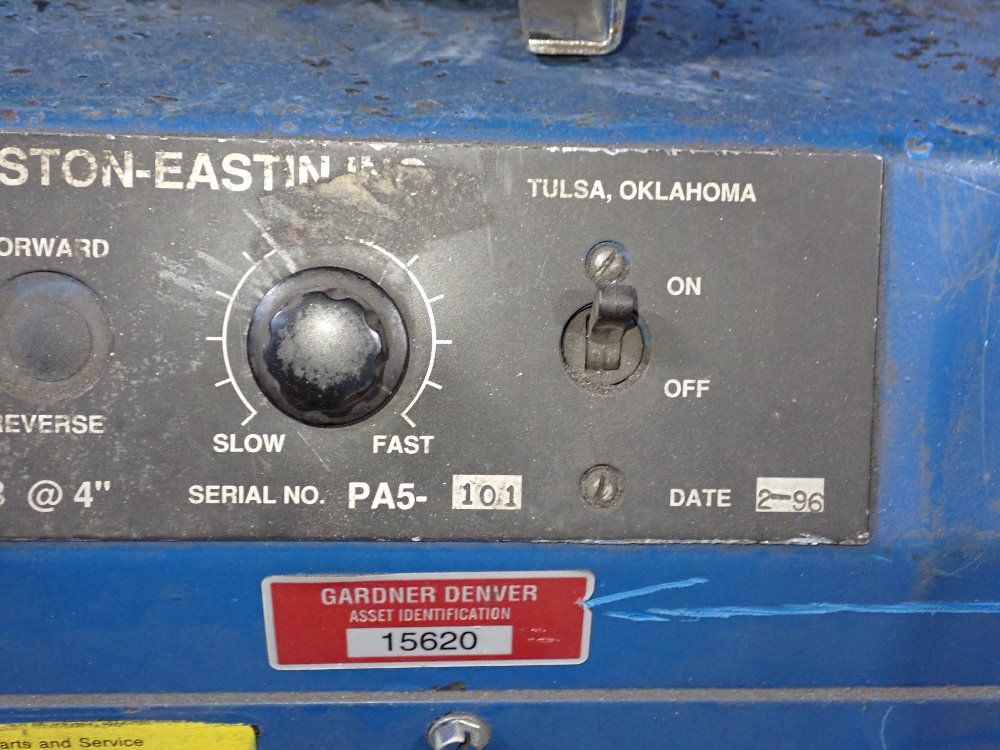 STON-EASTIN INC.
TULSA, OKLAHOMA
ORWARD
ON
OFF
REVERSE
SLOW
FAST
@ 4"
SERIAL NO. PA5- 101
DATE 2-96
GARDNER DENVER
ASSET IDENTIFICATION
15620
arts and Service